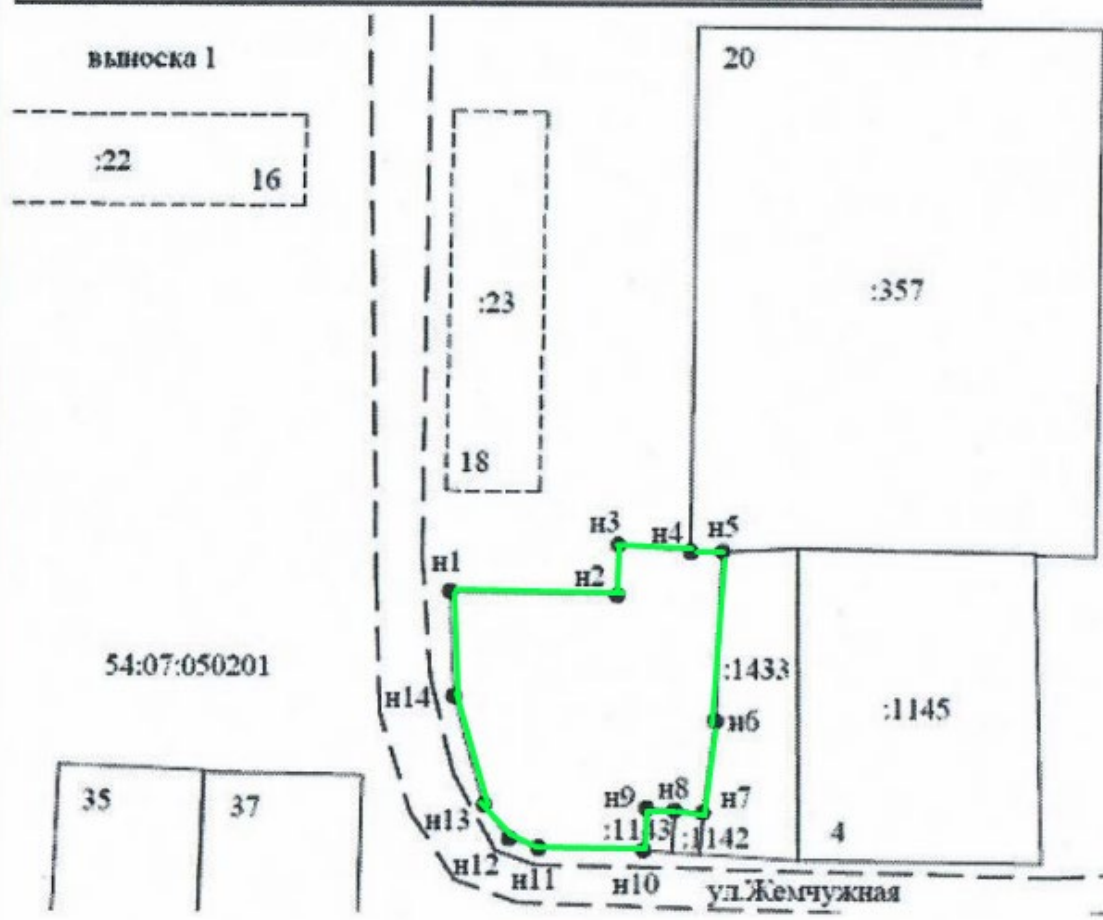 выноска 1
20
:22
16
:357
:23
18
н3
н4
н5
н1
н2
54:07:050201
:1433
н14
:1145
н6
35
37
н9
н8
н7
н13
:1143
:1142
4
н12
н11
н10
ул.Жемчужная